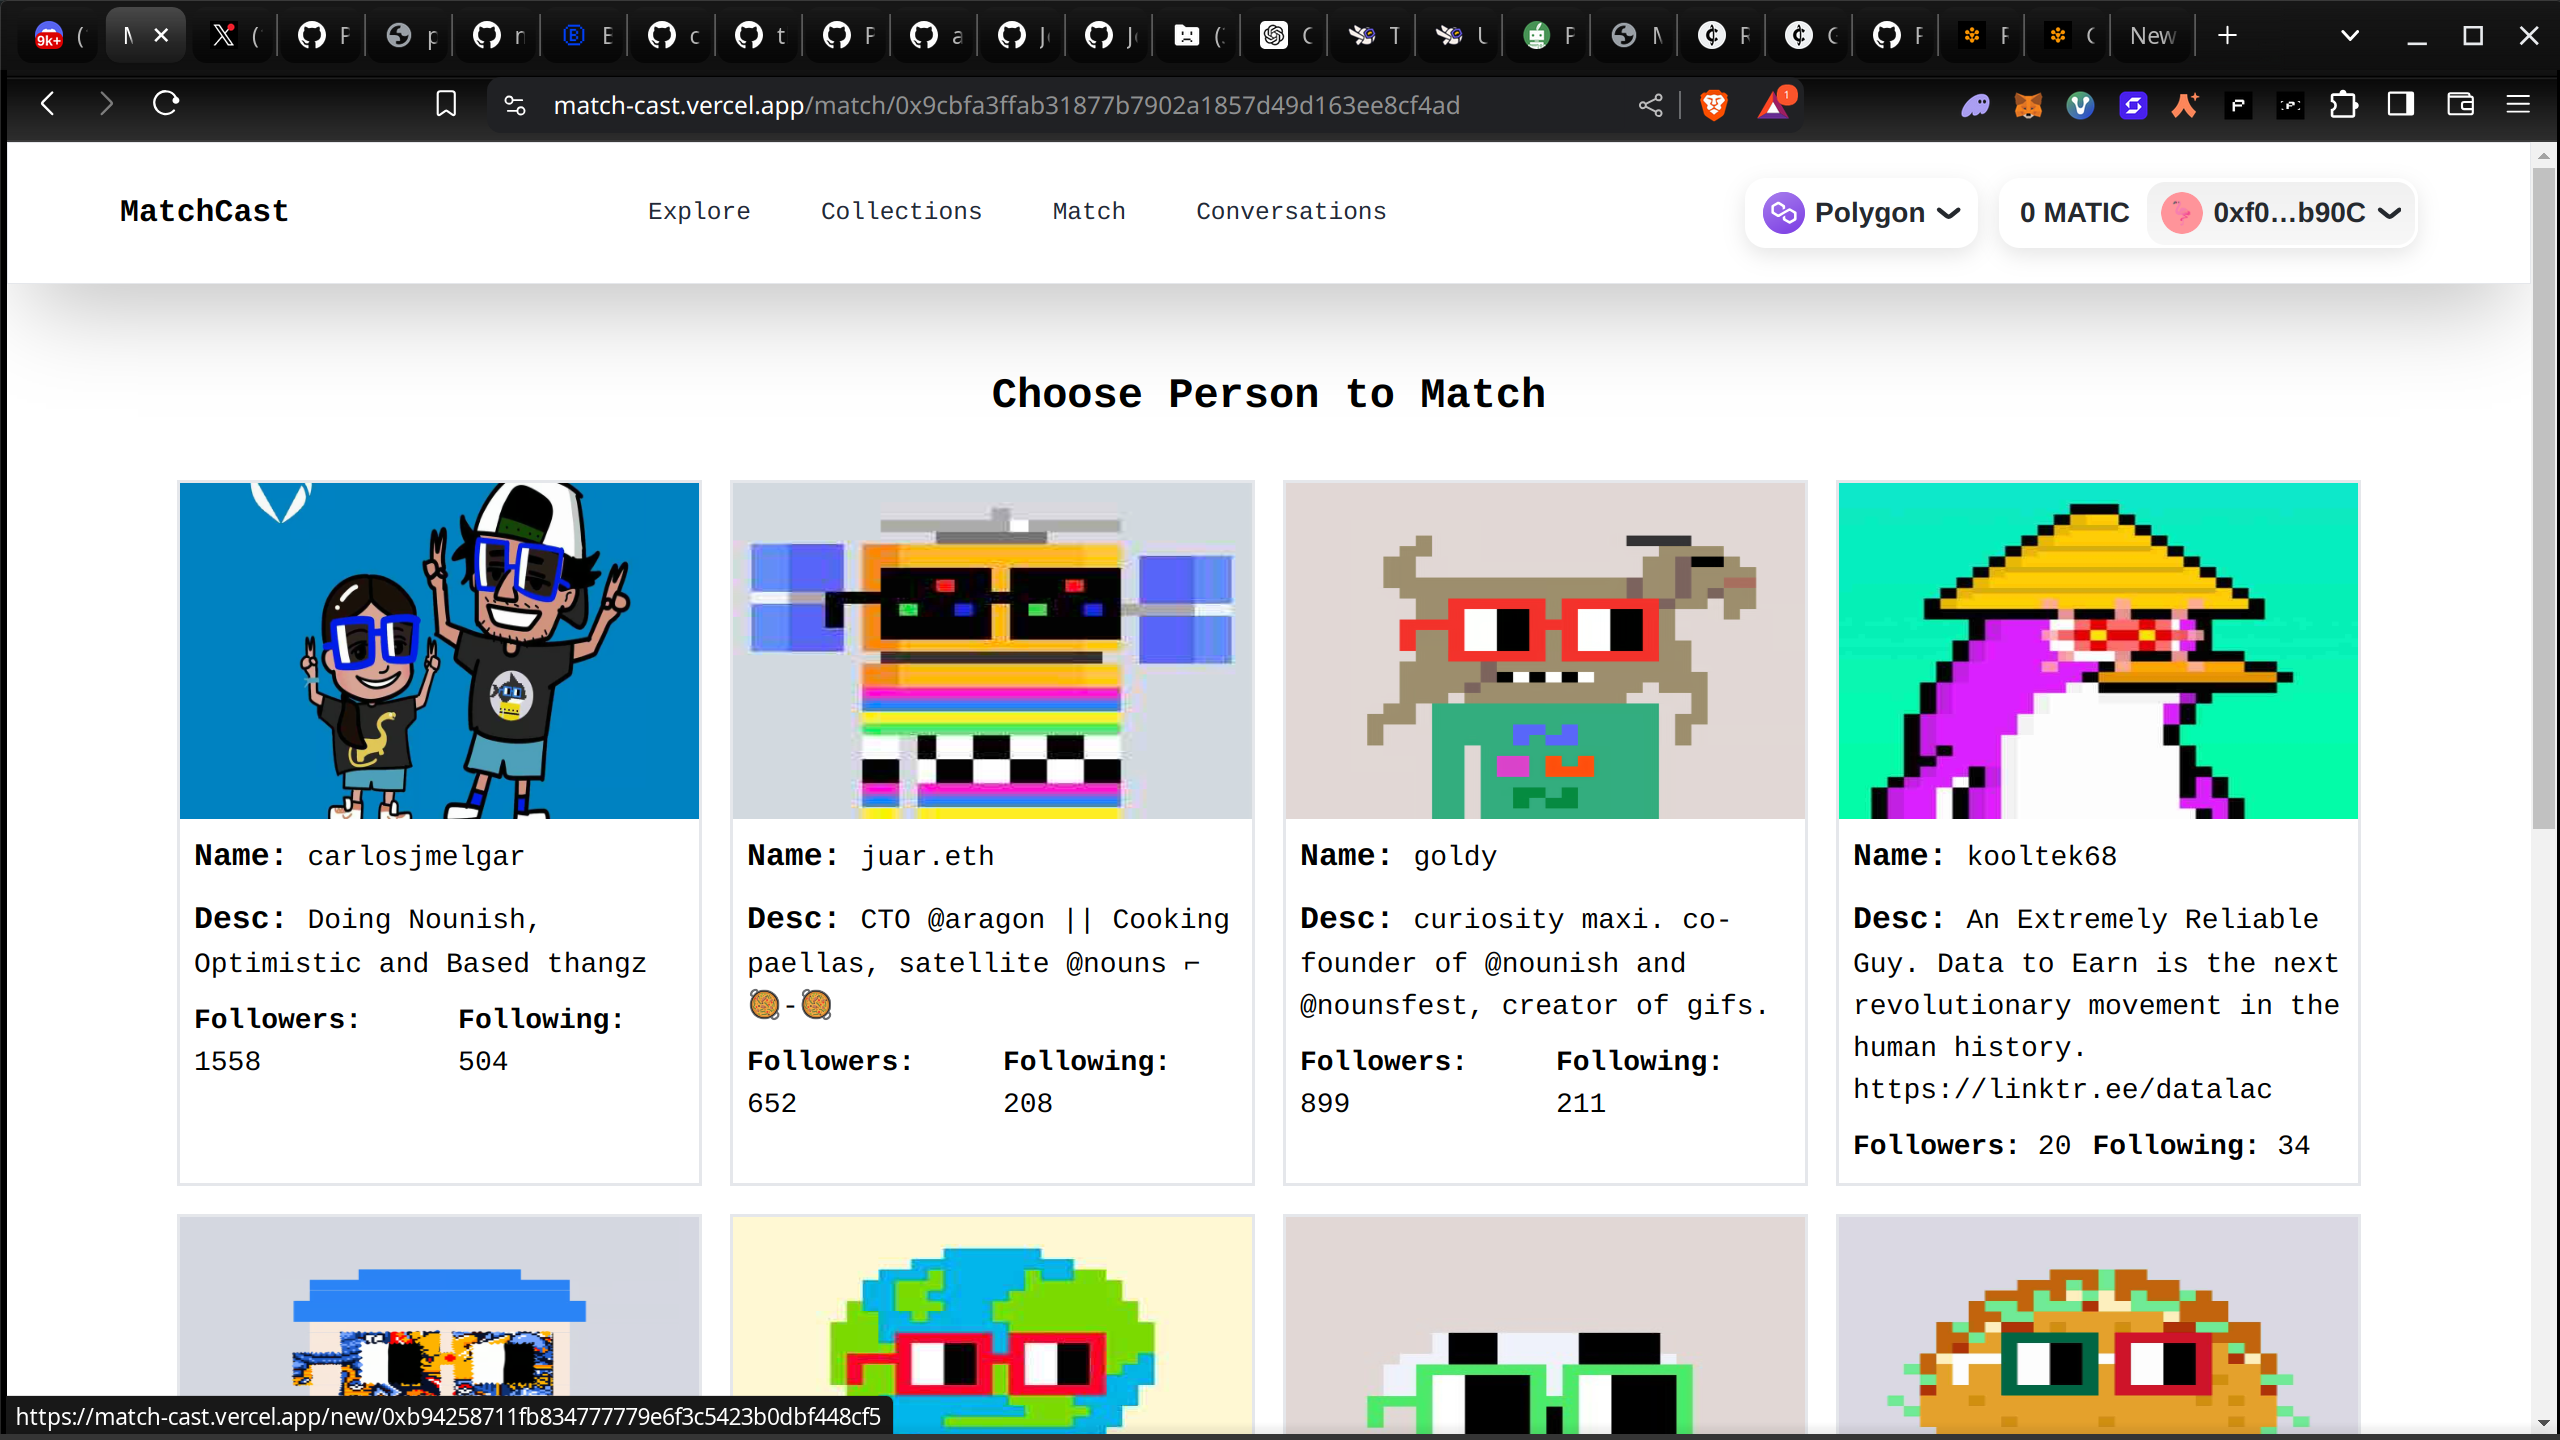 9k+ ( M ( F p n B c t F a J J ( C T U F M R C F F C New
match-cast.vercel.app/match/0x9cbfa3ffab31877b7902a1857d49d163ee8cf4ad
1
MatchCast Explore Collections Match Conversations Polygon 0 MATIC 0xf0...b90C
Choose Person to Match
Name: carlosjmelgar
Desc: Doing Nounish,
Optimistic and Based thangz
Followers: Following:
1558 504
Name: juar.eth
Desc: CTO @aragon || Cooking
paellas, satellite @nouns ⌐
🥘-🥘
Followers: Following:
652 208
Name: goldy
Desc: curiosity maxi. co-
founder of @nounish and
@nounsfest, creator of gifs.
Followers: Following:
899 211
Name: kooltek68
Desc: An Extremely Reliable
Guy. Data to Earn is the next
revolutionary movement in the
human history.
https://linktr.ee/datalac
Followers: 20 Following: 34
https://match-cast.vercel.app/new/0xb94258711fb834777779e6f3c5423b0dbf448cf5